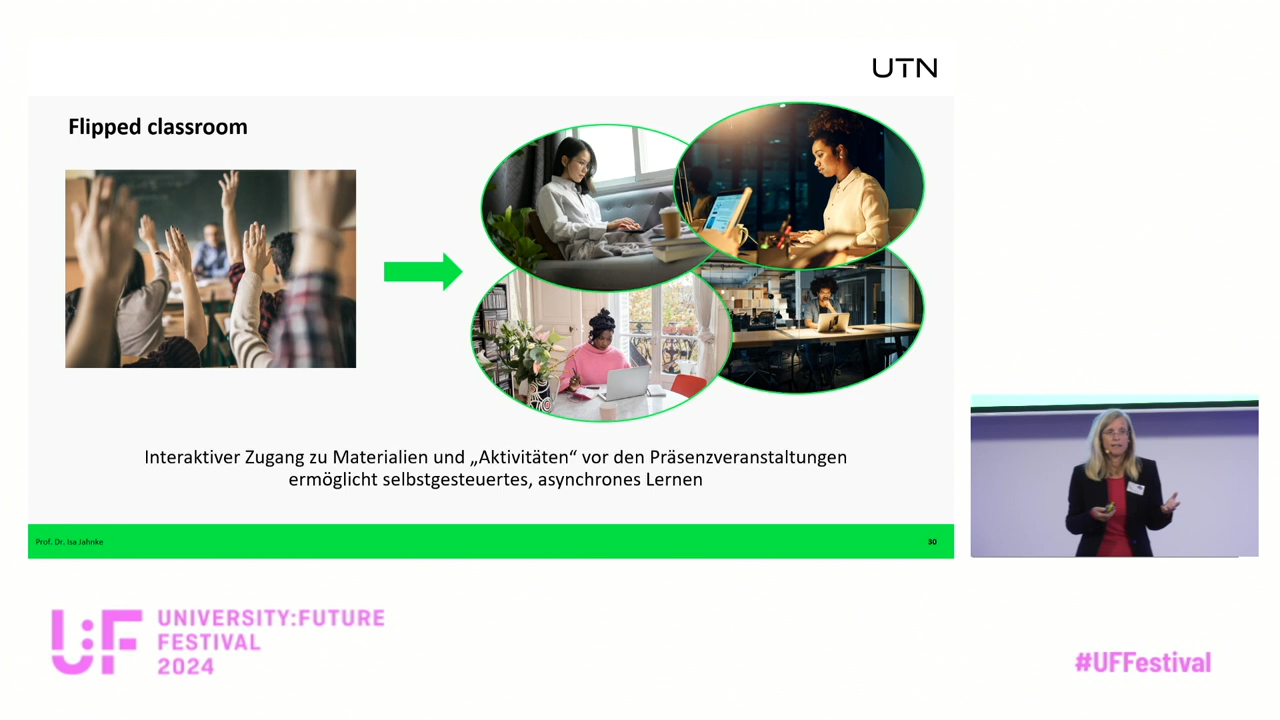 UTN
Flipped classroom
Interaktiver Zugang zu Materialien und „Aktivitäten“ vor den Präsenzveranstaltungen
ermöglicht selbstgesteuertes, asynchrones Lernen
Prof. Dr. Isa Jahnke
30
U:F
UNIVERSITY:FUTURE
FESTIVAL
2024
#UFFestival